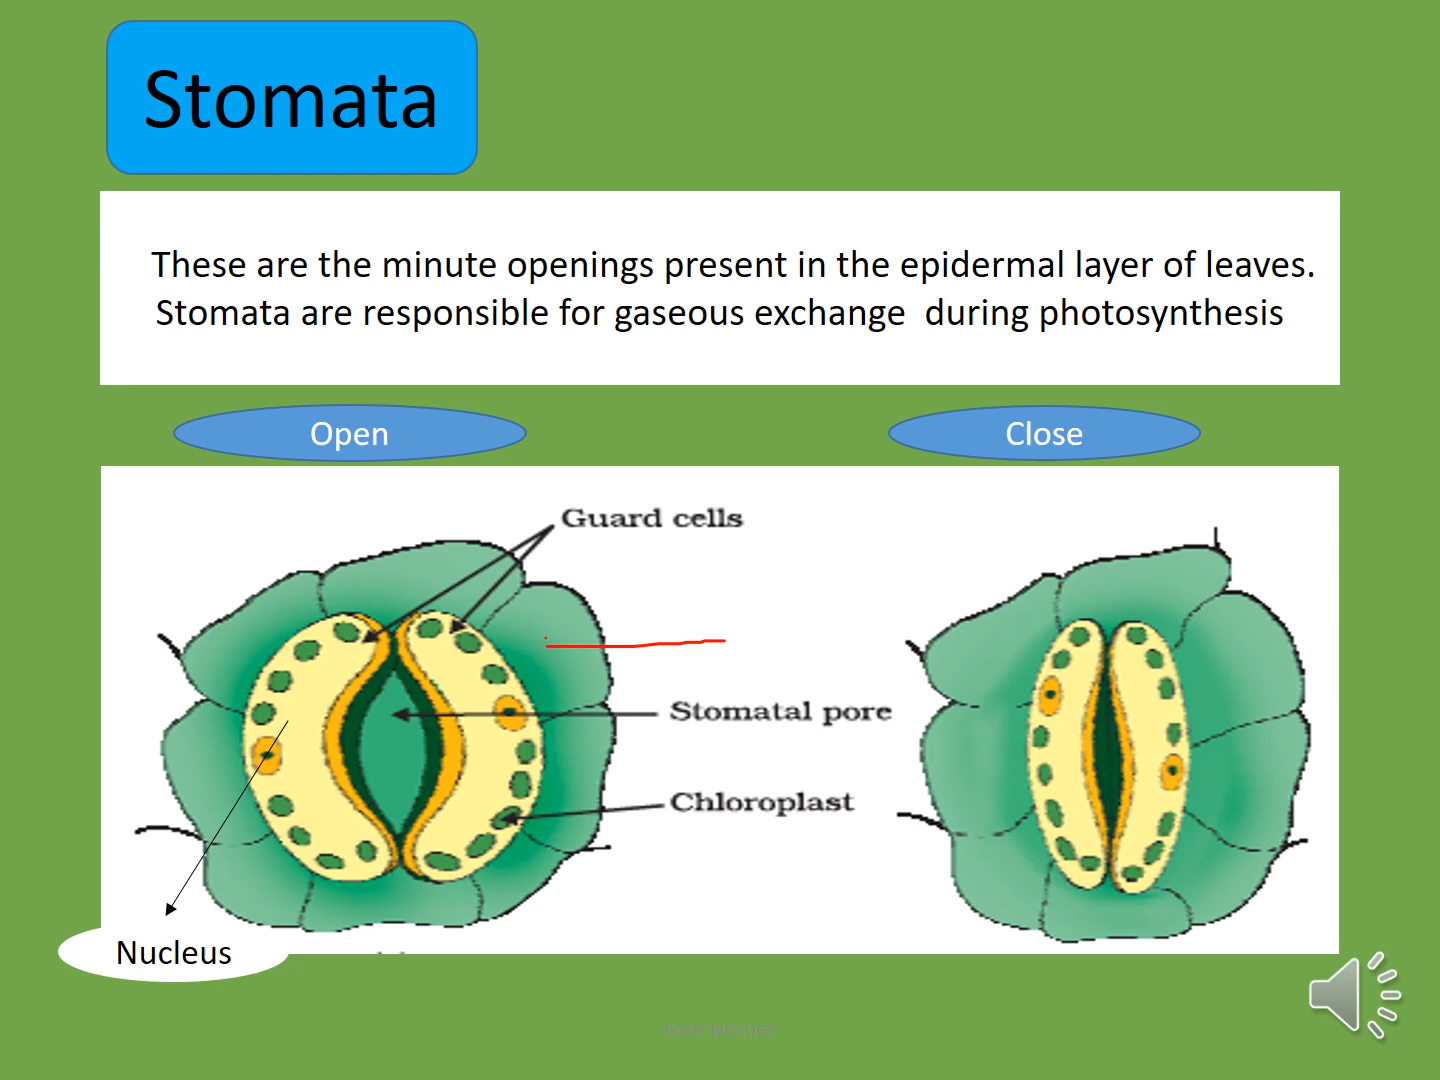 Stomata
These are the minute openings present in the epidermal layer of leaves.
Stomata are responsible for gaseous exchange during photosynthesis
Open
Close
Guard cells
Stomatal pore
Chloroplast
Nucleus